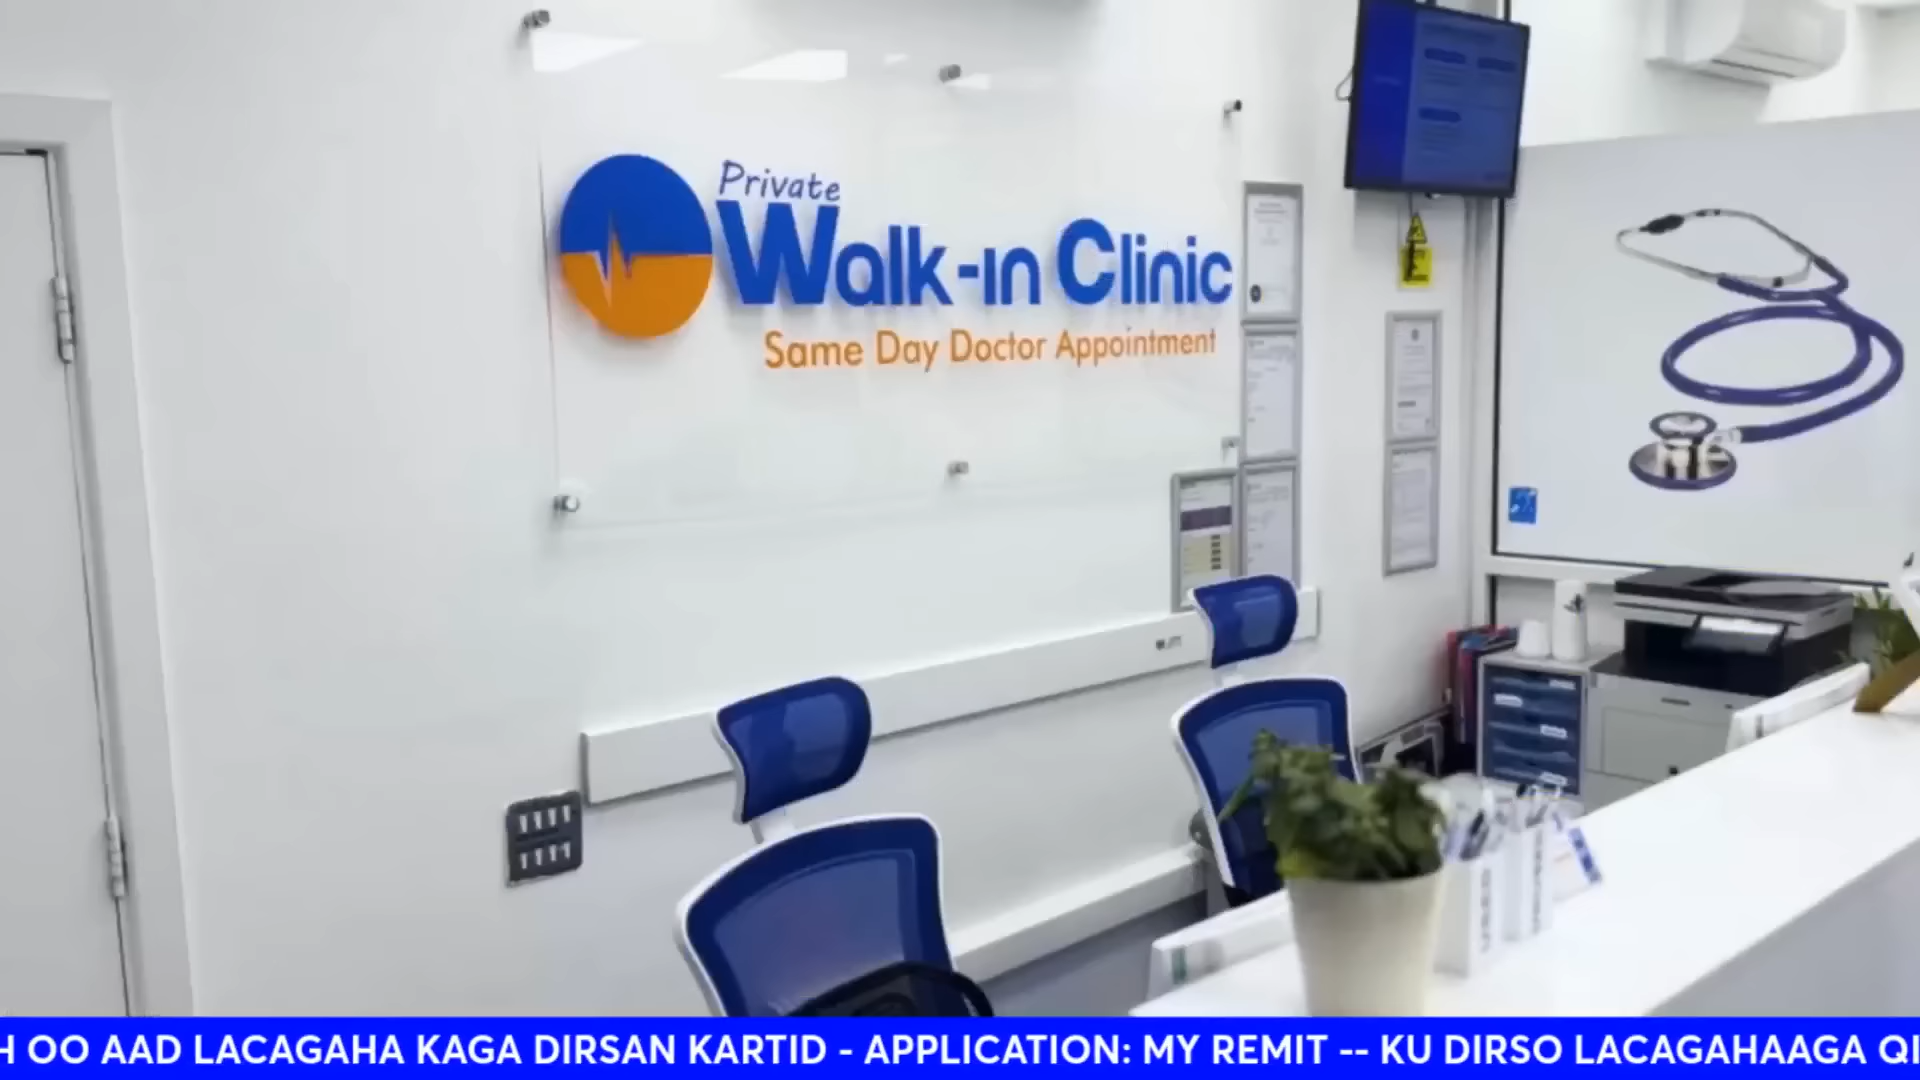 Private
Walk-in Clinic
Same Day Doctor Appointment
H OO AAD LACAGAHA KAGA DIRSAN KARTID - APPLICATION: MY REMIT -- KU DIRSO LACAGAHAAGA QI